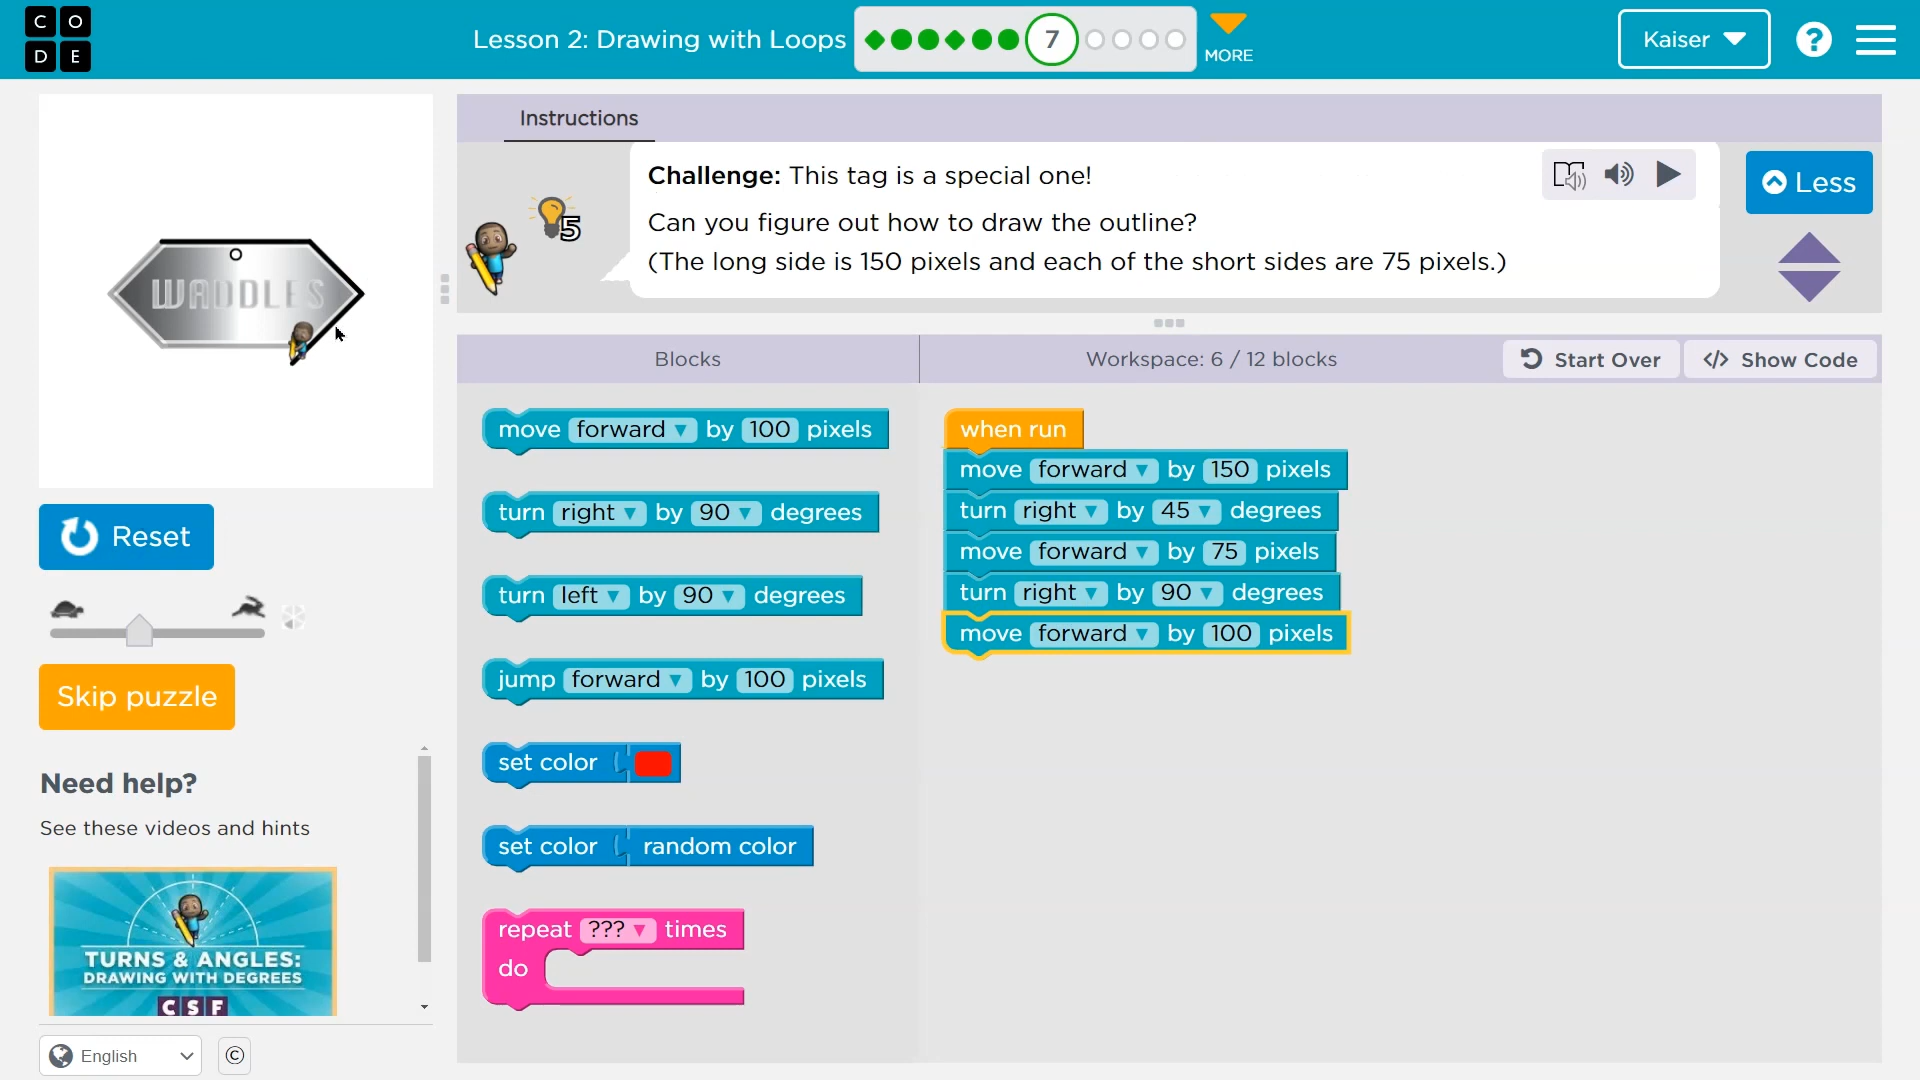 CO
DE
Lesson 2: Drawing with Loops
7
MORE
Kaiser
?
WADDLES
Instructions
5
Challenge: This tag is a special one!
Can you figure out how to draw the outline?
(The long side is 150 pixels and each of the short sides are 75 pixels.)
Less
Blocks
Workspace: 6 / 12 blocks
Start Over
</> Show Code
move forward by 100 pixels
turn right by 90 degrees
turn left by 90 degrees
jump forward by 100 pixels
set color
set color random color
repeat ??? times
do
when run
move forward by 150 pixels
turn right by 45 degrees
move forward by 75 pixels
turn right by 90 degrees
move forward by 100 pixels
Reset
Skip puzzle
Need help?
See these videos and hints
TURNS & ANGLES:
DRAWING WITH DEGREES
CSF
English
©